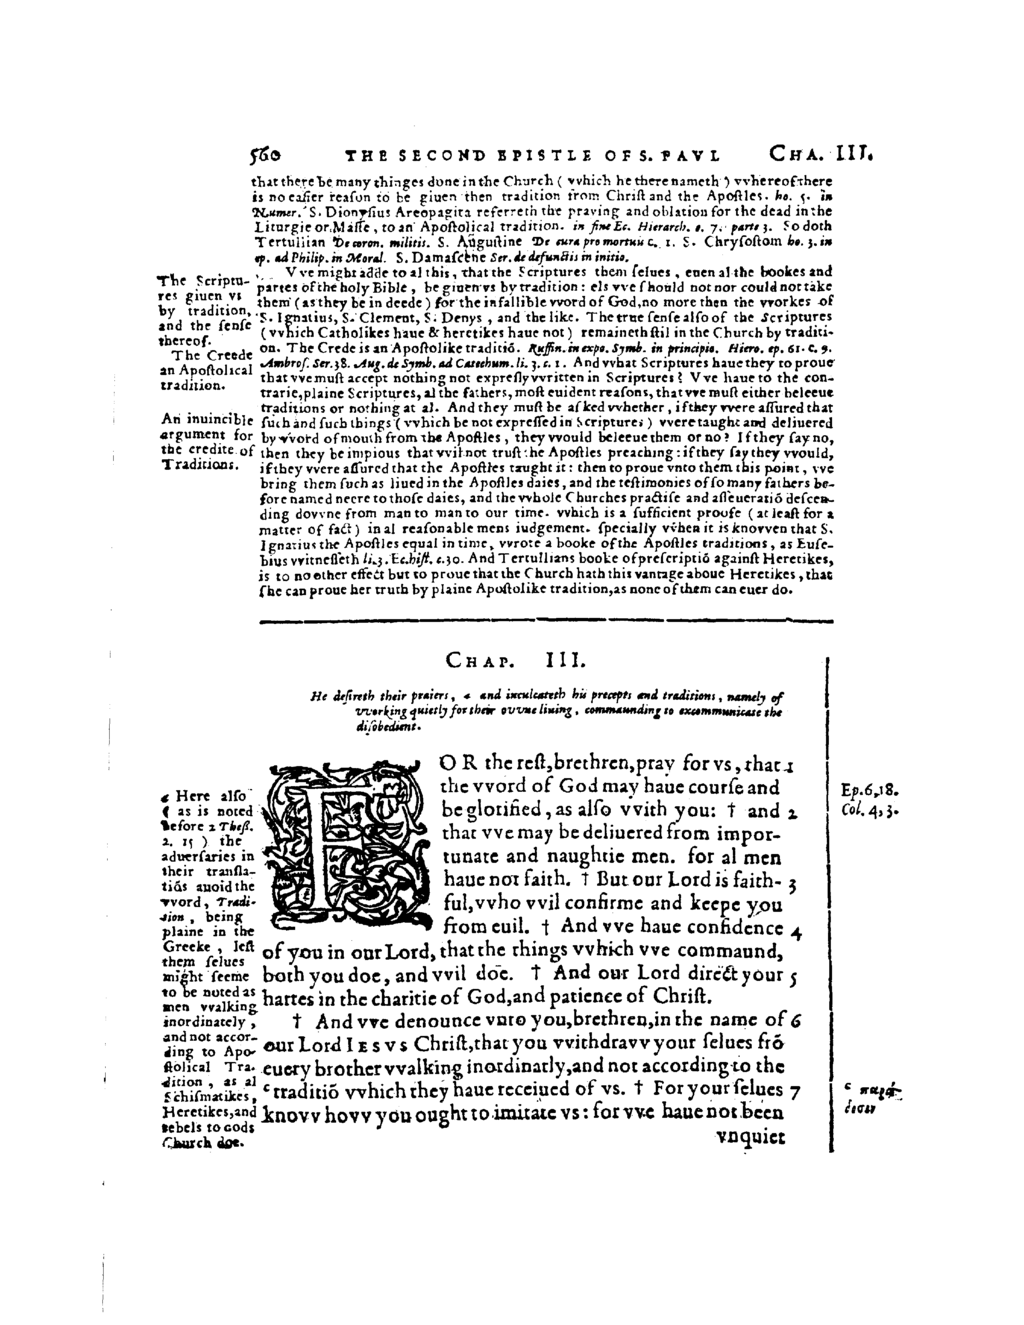 560 THE SECOND EPISTLE OF S. PAVL CHA. III.
that there be many thinges done in the Church ( vvhich he there nameth ) vvhereof there
is no easier reason to be giuen then tradition from Christ and the Apostles. ho. 5. in
Numer. S. Dionysius Areopagita referreth the praying and oblation for the dead in the
Liturgie or Masse, to an Apostolical tradition. in fine Ec. Hierarch. c. 7. parte 3. So doth
Tertullian De coron. militis. S. Augustine De cura pro mortuis c. 1. S. Chrysostom ho. 3. in
ep. ad Philip. in Moral. S. Damascene Ser. de defunctis in initio.
The Scriptu-
res giuen vs
by tradition,
and the sense
thereof.
The Creede
an Apostolical
tradition.
An inuincible
argument for
the credite of
Traditions.
VVe might adde to al this, that the Scriptures them selues, euen al the bookes and
partes of the holy Bible, be giuen vs by tradition : els vve should not nor could not take
them ( as they be in deede ) for the infallible vvord of God, no more then the vvorkes of
S. Ignatius, S. Clement, S. Denys, and the like. The true sense also of the Scriptures
( vvhich Catholikes haue & heretikes haue not ) remaineth stil in the Church by traditi-
on. The Crede is an Apostolike traditiō. Ruffin. in expo. Symb. in principio. Hiero. ep. 61. c. 9.
Ambros. Ser. 38. Aug. de Symb. ad Catechum. li. 3. c. 1. And vvhat Scriptures haue they to proue
that vve must accept nothing not expresly vvritten in Scriptures? VVe haue to the con-
trarie, plaine Scriptures, al the fathers, most euident reasons, that vve must either beleeue
traditions or nothing at al. And they must be asked vvhether, if they vvere assured that
such and such things ( vvhich be not expressed in Scriptures ) vvere taught and deliuered
by vvord of mouth from the Apostles, they vvould beleeue them or no? If they say no,
then they be impious that vvil not trust the Apostles preaching : if they say they vvould,
if they vvere assured that the Apostles taught it : then to proue vnto them this point, vve
bring them such as liued in the Apostles daies, and the testimonies of so many fathers be-
fore named neere to those daies, and the vvhole Churches practise and asseueratiō descen-
ding dovvne from man to man to our time. vvhich is a sufficient proofe ( at least for a
matter of fact ) in al reasonable mens iudgement. specially vvhen it is knovven that S.
Ignatius the Apostles equal in time, vvrote a booke of the Apostles traditions, as Euse-
bius vvitnesseth li. 3. Ec. hist. c. 30. And Tertullians booke of prescriptiō against Heretikes,
is to no other effect but to proue that the Church hath this vantage aboue Heretikes, that
she can proue her truth by plaine Apostolike tradition, as none of them can euer do.
CHAP. III.
He desireth their praiers, « and inculcateth his precepts and traditions, namely of
vvorking quietly for their ovvne liuing, commaunding to excommunicate the
disobedient.
FOR the rest, brethren, pray for vs, that 1
the vvord of God may haue course and
be glorified, as also vvith you: † and 2
that vve may be deliuered from impor-
tunate and naughtie men. for al men
haue not faith. † But our Lord is faith- 3
ful, vvho vvil confirme and keepe you
from euil. † And vve haue confidence 4
of you in our Lord, that the things vvhich vve commaund,
both you doe, and vvil doe. † And our Lord direct your 5
hartes in the charitie of God, and patience of Christ.
† And vve denounce vnto you, brethren, in the name of 6
our Lord IESVS Christ, that you vvithdravv your selues frō
euery brother vvalking inordinatly, and not according to the
c traditiō vvhich they haue receiued of vs. † For your selues 7
knovv hovv you ought to imitate vs : for vve haue not been
vnquiet
« Here also
( as is noted
before 2 Thess.
2. 15 ) the
aduersaries in
their transla-
tiōs auoid the
vvord, Tradi-
tion, being
plaine in the
Greeke, lest
them selues
might seeme
to be noted as
men vvalking
inordinately,
and not accor-
ding to Apo-
stolical Tra-
dition, as al
Schismatikes,
Heretikes, and
rebels to Gods
Church doe.
Ep. 6, 18.
Col. 4, 3.
c παρά-
δοσιν